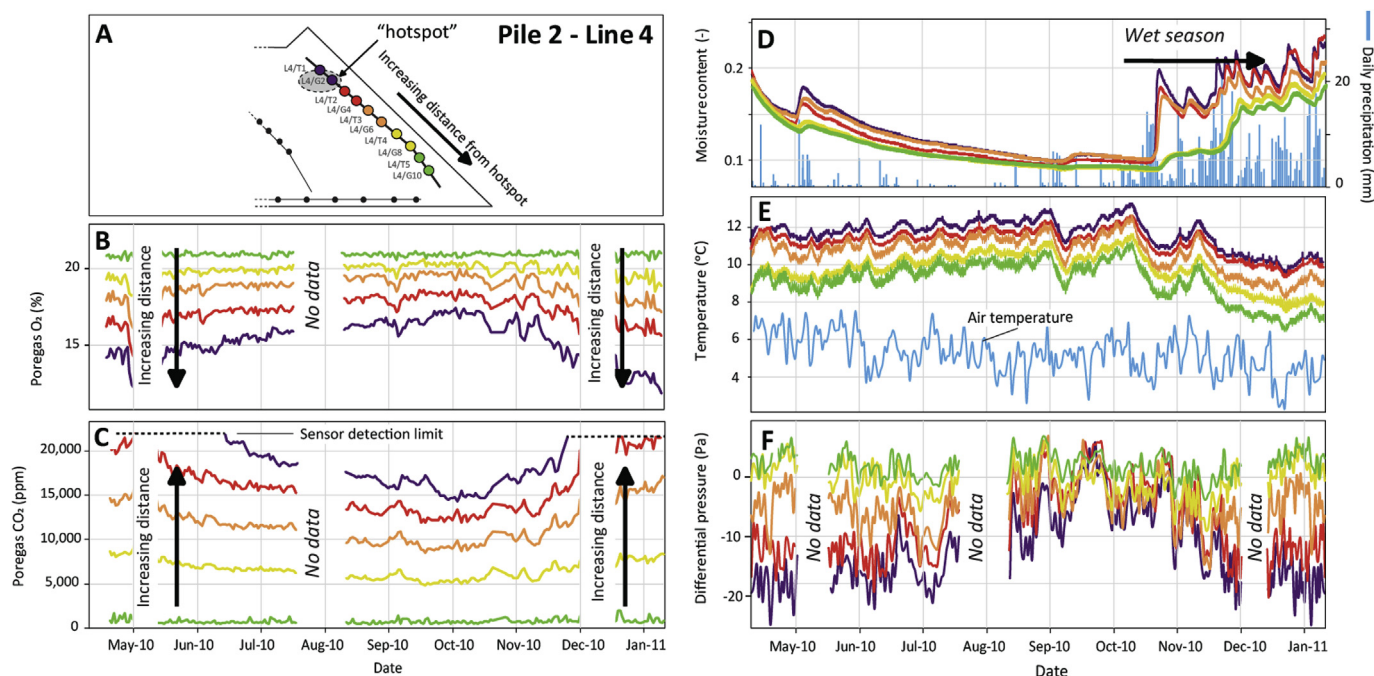 A
Pile 2 - Line 4
"hotspot"
L4/T1
L4/G2
L4/T2
L4/G4
L4/T3
L4/G6
L4/T4
L4/G8
L4/T5
L4/G10
Increasing distance from hotspot
B
Poregas O₂ (%)
20
15
Increasing distance
No data
Increasing distance
C
Sensor detection limit
Poregas CO₂ (ppm)
20,000
15,000
10,000
5,000
0
Increasing distance
No data
Increasing distance
May-10 Jun-10 Jul-10 Aug-10 Sep-10 Oct-10 Nov-10 Dec-10 Jan-11
Date
D
Wet season
Moisture content (-)
0.2
0.1
Daily precipitation (mm)
20
10
0
E
Temperature (°C)
12
10
8
6
4
Air temperature
F
Differential pressure (Pa)
0
-10
-20
No data
No data
No data
May-10 Jun-10 Jul-10 Aug-10 Sep-10 Oct-10 Nov-10 Dec-10 Jan-11
Date